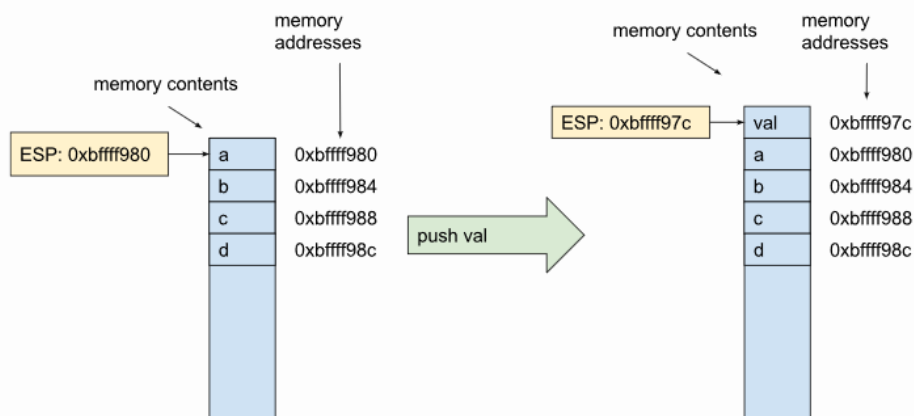 memory
addresses
memory contents
ESP: 0xbffff980
a
0xbffff980
b
0xbffff984
c
0xbffff988
d
0xbffff98c
push val
memory
addresses
memory contents
ESP: 0xbffff97c
val
0xbffff97c
a
0xbffff980
b
0xbffff984
c
0xbffff988
d
0xbffff98c